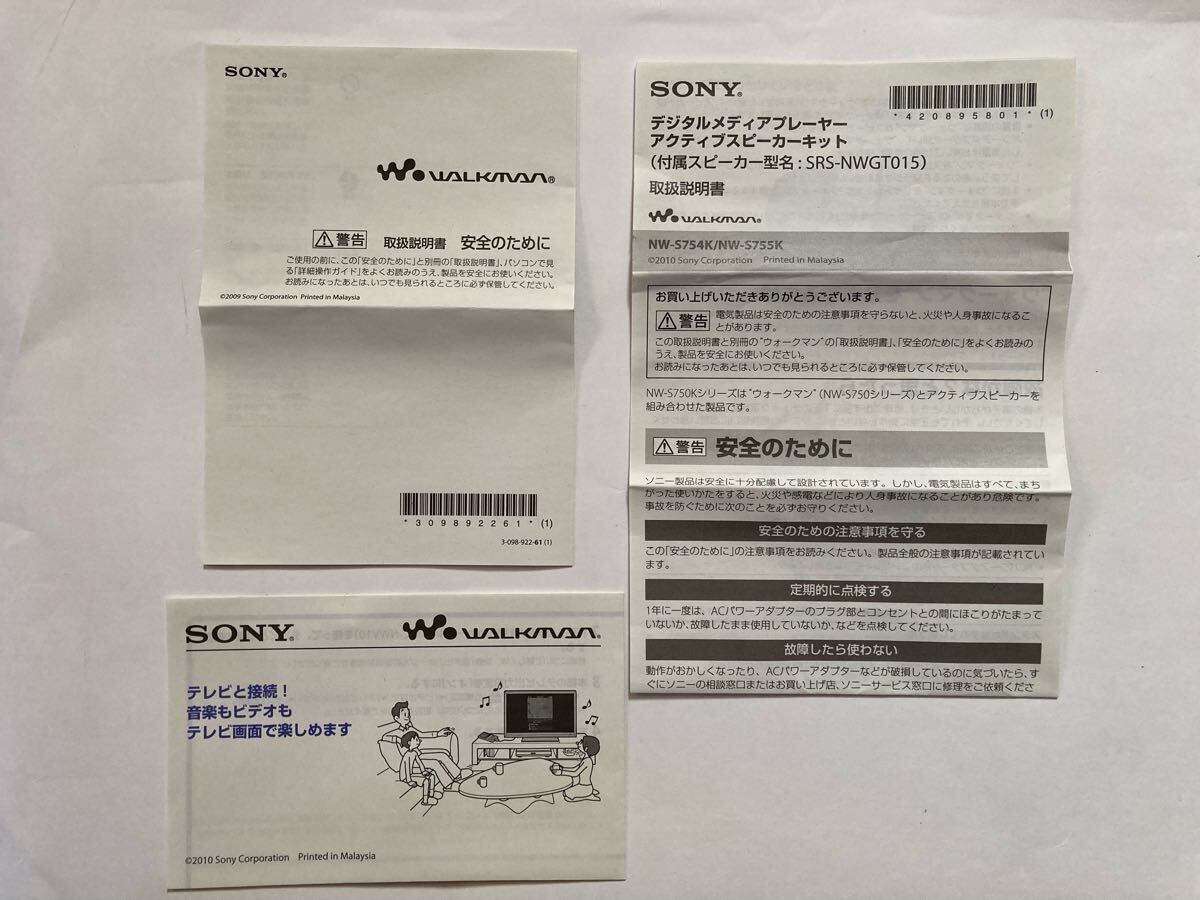 SONY®
WALKMAN®
警告 取扱説明書 安全のために
ご使用の前に、この「安全のために」と別冊の「取扱説明書」、パソコンで見
る「詳細操作ガイド」をよくお読みのうえ、製品を安全にお使いください。
お読みになったあとは、いつでも見られるところに必ず保管してください。
©2009 Sony Corporation Printed in Malaysia
*309892261* (1)
3-098-922-61 (1)
SONY®
*420895801* (1)
デジタルメディアプレーヤー
アクティブスピーカーキット
(付属スピーカー型名: SRS-NWGT015)
取扱説明書
WALKMAN®
NW-S754K/NW-S755K
©2010 Sony Corporation Printed in Malaysia
お買い上げいただきありがとうございます。
警告 電気製品は安全のための注意事項を守らないと、火災や人身事故になるこ
とがあります。
この取扱説明書と別冊の"ウォークマン"の「取扱説明書」、「安全のために」をよくお読みの
うえ、製品を安全にお使いください。
お読みになったあとは、いつでも見られるところに必ず保管してください。
NW-S750Kシリーズは"ウォークマン"(NW-S750シリーズ)とアクティブスピーカーを
組み合わせた製品です。
警告 安全のために
ソニー製品は安全に十分配慮して設計されています。しかし、電気製品はすべて、まち
がった使いかたをすると、火災や感電などにより人身事故になることがあり危険です。
事故を防ぐために次のことを必ずお守りください。
安全のための注意事項を守る
この「安全のために」の注意事項をお読みください。製品全般の注意事項が記載されてい
ます。
定期的に点検する
1年に一度は、ACパワーアダプターのプラグ部とコンセントとの間にほこりがたまって
いないか、故障したまま使用していないか、などを点検してください。
故障したら使わない
動作がおかしくなったり、ACパワーアダプターなどが破損しているのに気づいたら、す
ぐにソニーの相談窓口またはお買い上げ店、ソニーサービス窓口に修理をご依頼くださ
SONY®
WALKMAN®
テレビと接続!
音楽もビデオも
テレビ画面で楽しめます
©2010 Sony Corporation Printed in Malaysia